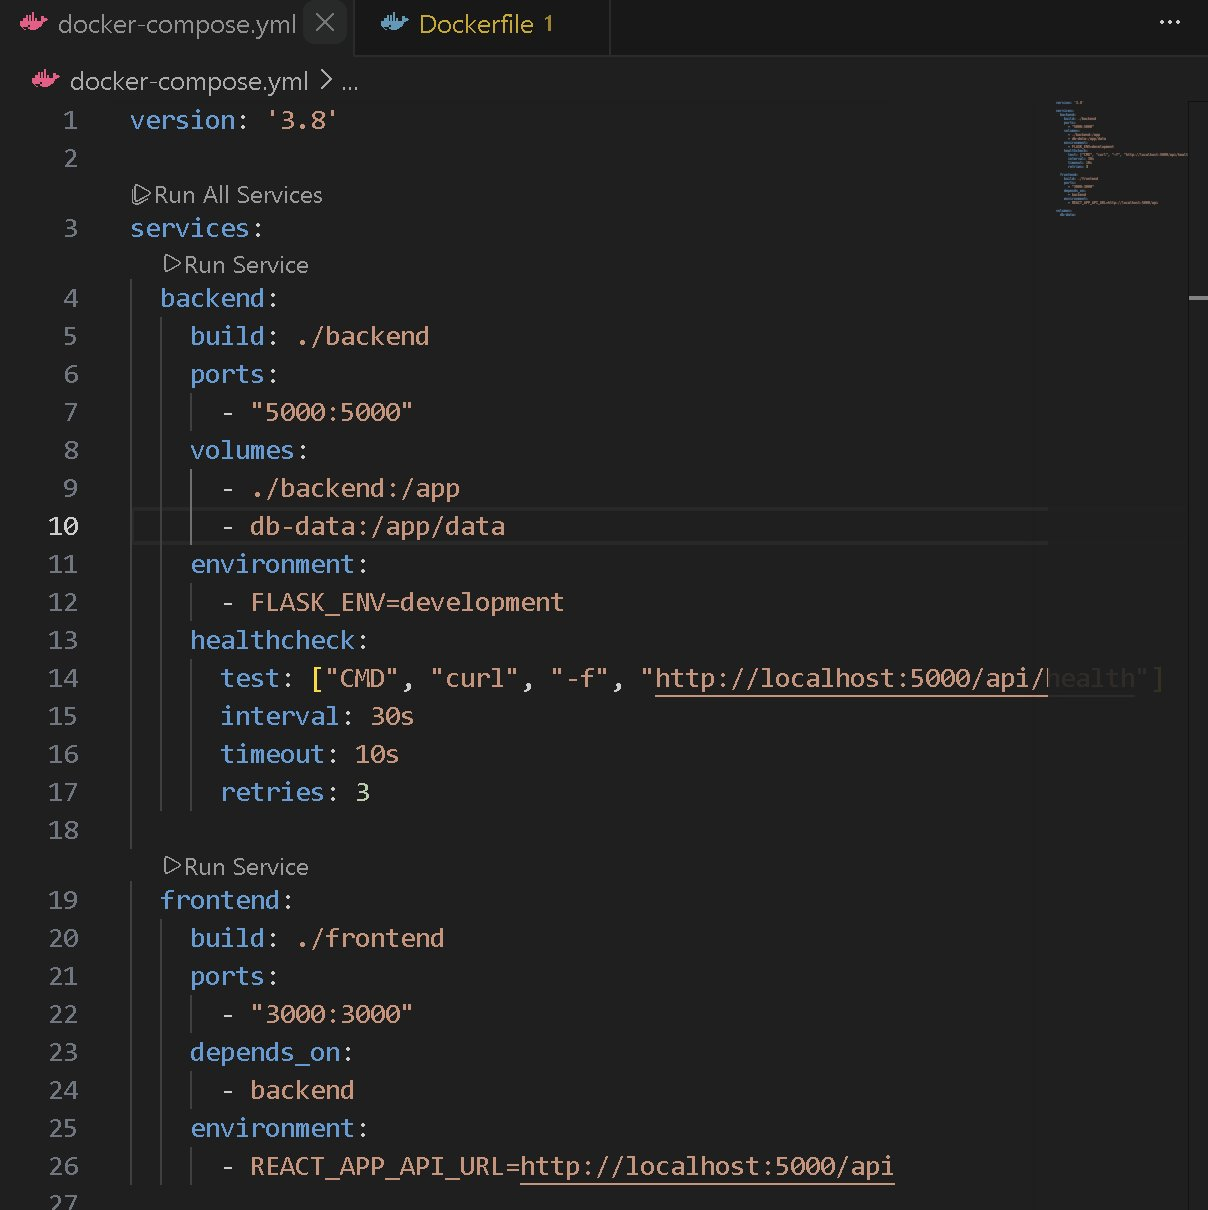 docker-compose.yml
Dockerfile 1
docker-compose.yml > ...
1 version: '3.8'
2
Run All Services
3 services:
Run Service
4 backend:
5 build: ./backend
6 ports:
7 - "5000:5000"
8 volumes:
9 - ./backend:/app
10 - db-data:/app/data
11 environment:
12 - FLASK_ENV=development
13 healthcheck:
14 test: ["CMD", "curl", "-f", "http://localhost:5000/api/health"]
15 interval: 30s
16 timeout: 10s
17 retries: 3
18
Run Service
19 frontend:
20 build: ./frontend
21 ports:
22 - "3000:3000"
23 depends_on:
24 - backend
25 environment:
26 - REACT_APP_API_URL=http://localhost:5000/api
27